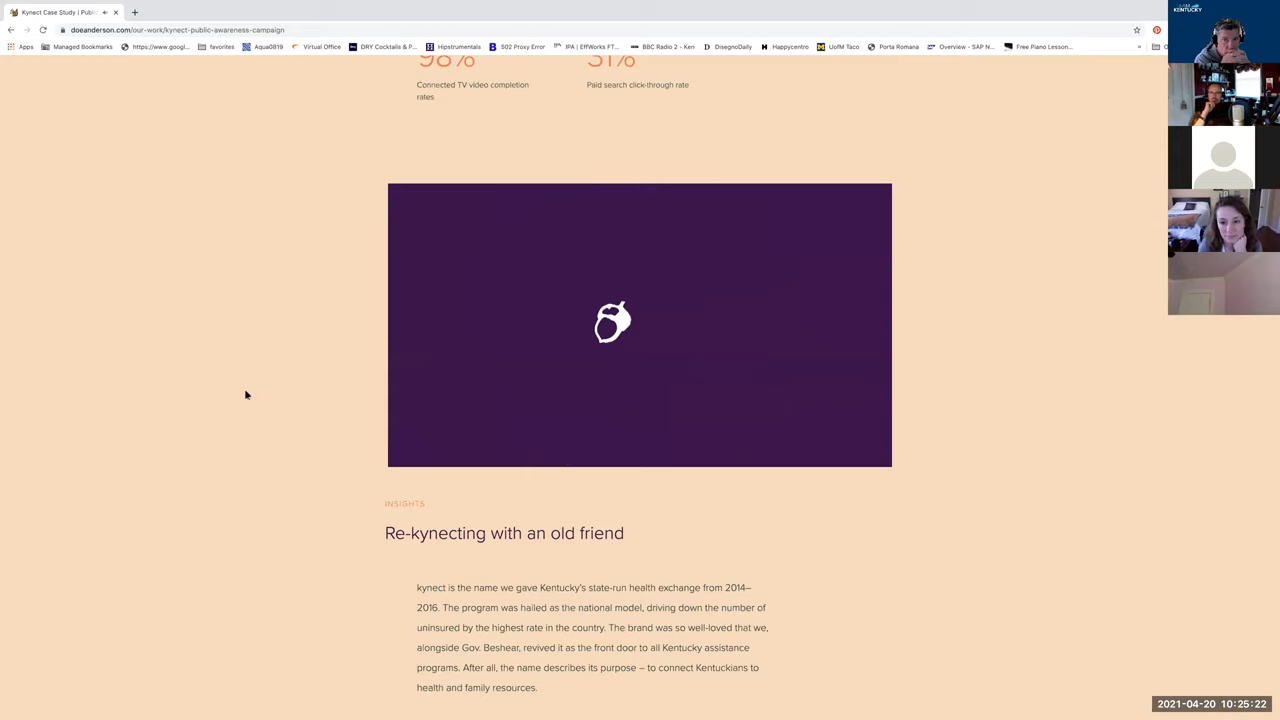 Kynect Case Study | Publi
doeanderson.com/our-work/kynect-public-awareness-campaign
Apps Managed Bookmarks https://www.googl... favorites Aqua0819 Virtual Office DRY Cocktails & P... Hipstrumentals 502 Proxy Error IPA | EffWorks FT... BBC Radio 2 - Ken DisegnoDaily Happycentro UofM Taco Porta Romana Overview - SAP N... Free Piano Lesson... »
KENTUCKY
98% 31%
Connected TV video completion
rates
Paid search click-through rate
INSIGHTS
Re-kynecting with an old friend
kynect is the name we gave Kentucky's state-run health exchange from 2014–
2016. The program was hailed as the national model, driving down the number of
uninsured by the highest rate in the country. The brand was so well-loved that we,
alongside Gov. Beshear, revived it as the front door to all Kentucky assistance
programs. After all, the name describes its purpose – to connect Kentuckians to
health and family resources.
2021-04-20 10:25:22